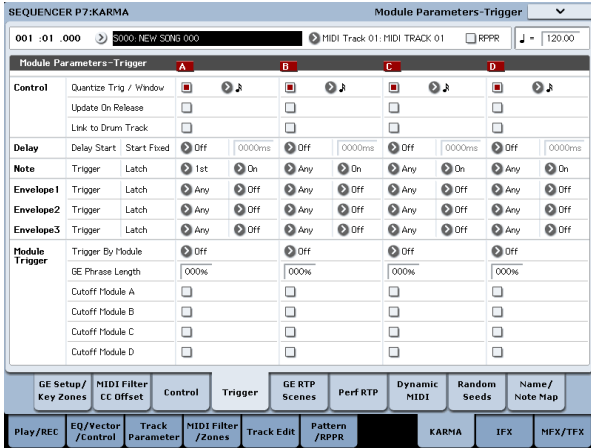 SEQUENCER P7:KARMA Module Parameters-Trigger
001 :01 .000 S000: NEW SONG 000 MIDI Track 01: MIDI TRACK 01 RPPR ♩ = 120.00
Module Parameters-Trigger A B C D
Control Quantize Trig / Window
Update On Release
Link to Drum Track
Delay Delay Start Start Fixed Off 0000ms Off 0000ms Off 0000ms Off 0000ms
Note Trigger Latch 1st On Any On Any On Any On
Envelope1 Trigger Latch Any Off Any Off Any Off Any Off
Envelope2 Trigger Latch Any Off Any Off Any Off Any Off
Envelope3 Trigger Latch Any Off Any Off Any Off Any Off
Module Trigger Trigger By Module Off Off Off Off
GE Phrase Length 000% 000% 000% 000%
Cutoff Module A
Cutoff Module B
Cutoff Module C
Cutoff Module D
GE Setup/ Key Zones MIDI Filter CC Offset Control Trigger GE RTP Scenes Perf RTP Dynamic MIDI Random Seeds Name/ Note Map
Play/REC EQ/Vector /Control Track Parameter MIDI Filter /Zones Track Edit Pattern /RPPR KARMA IFX MFX/TFX